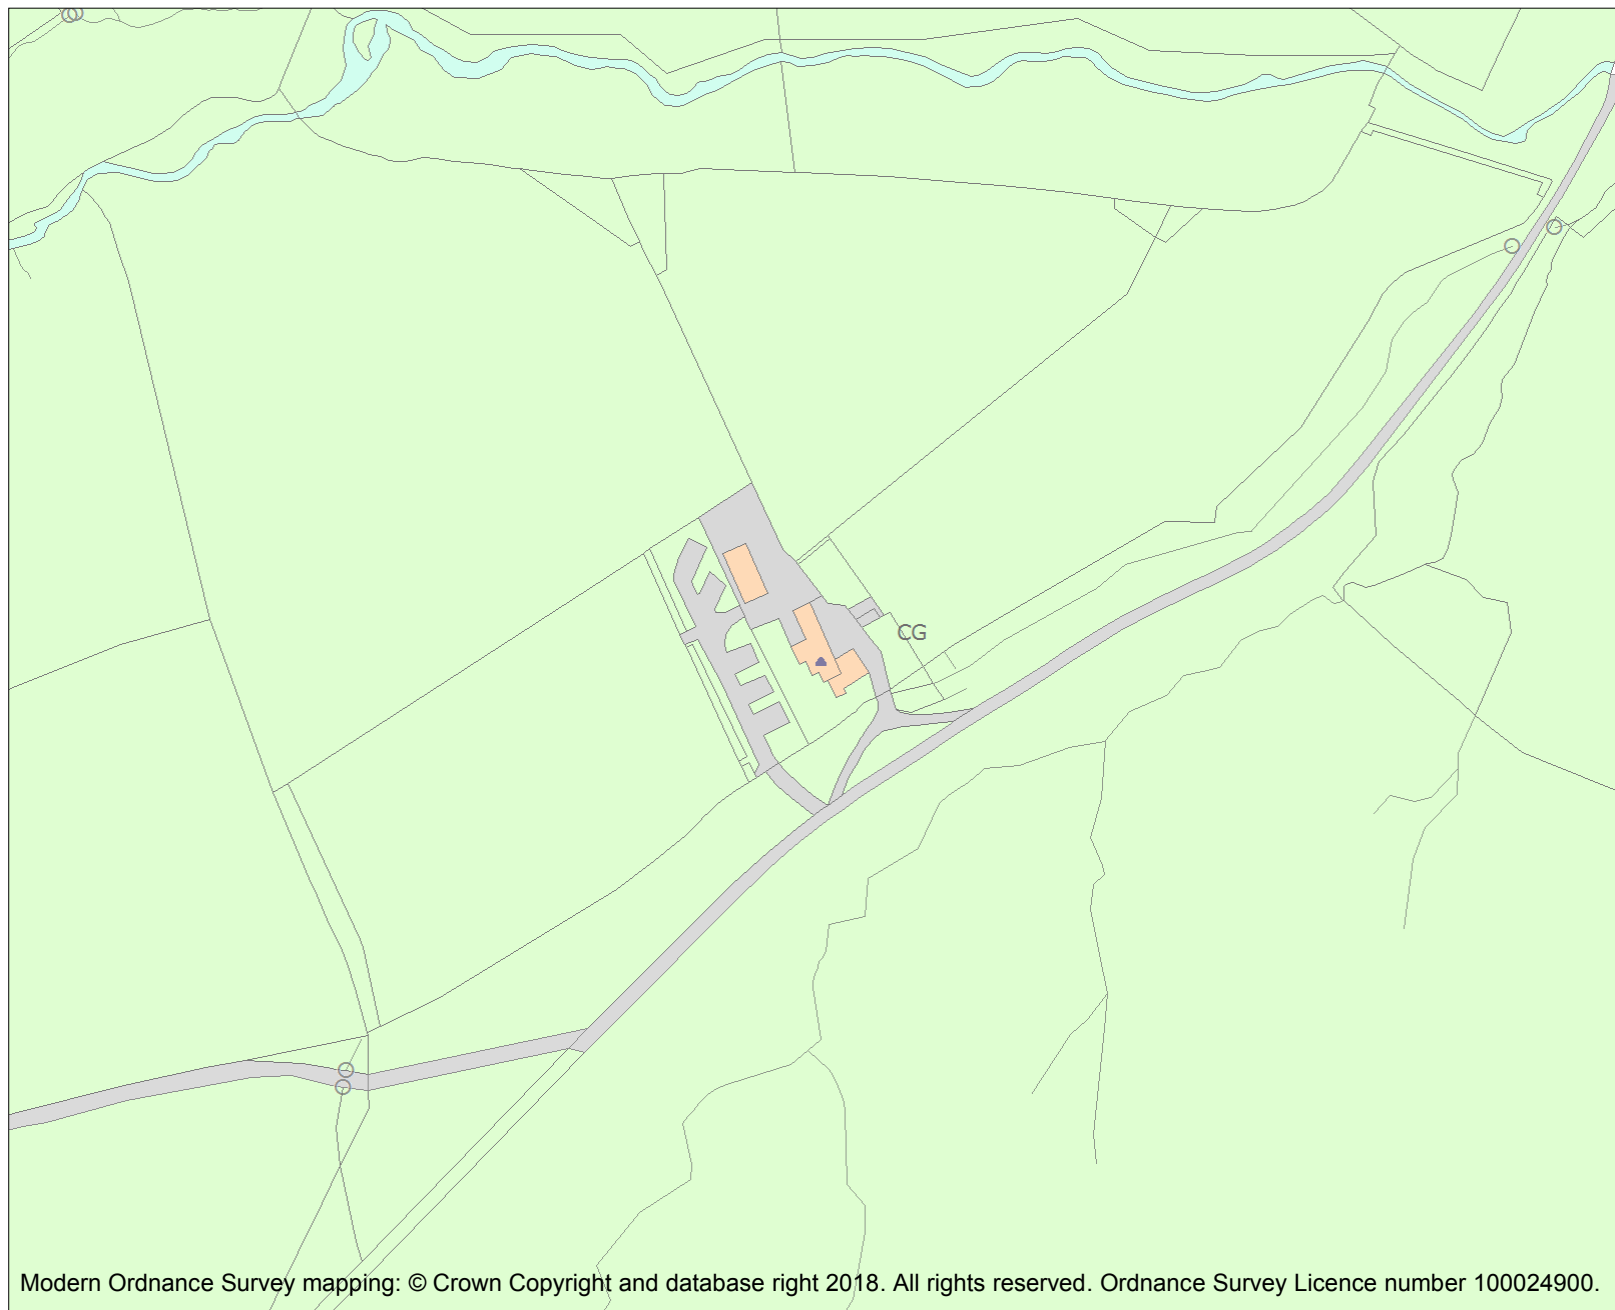 CG
Modern Ordnance Survey mapping: © Crown Copyright and database right 2018. All rights reserved. Ordnance Survey Licence number 100024900.